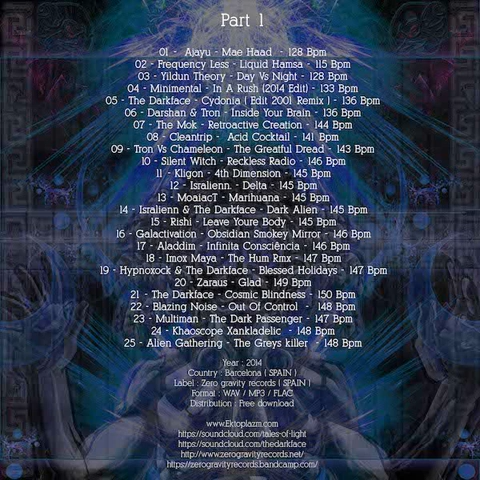 Part 1
01 - Ajayu - Mae Haad - 128 Bpm
02 - Frequency Less - Liquid Hamsa - 115 Bpm
03 - Yildun Theory - Day Vs Night - 128 Bpm
04 - Minimental - In A Rush (2014 Edit) - 133 Bpm
05 - The Darkface - Cydonia ( Edit 2001 Remix ) - 136 Bpm
06 - Darshan & Tron - Inside Your Brain - 136 Bpm
07 - The Mok - Retroactive Creation - 144 Bpm
08 - Cleantrip - Acid Cocktail - 141 Bpm
09 - Tron Vs Chameleon - The Greatful Dread - 143 Bpm
10 - Silent Witch - Reckless Radio - 146 Bpm
11 - Kligon - 4th Dimension - 145 Bpm
12 - Isralienn. - Delta - 145 Bpm
13 - MoaiacT - Marihuana - 145 Bpm
14 - Isralienn & The Darkface - Dark Alien - 145 Bpm
15 - Rishi - Leave Youre Body - 145 Bpm
16 - Galactivation - Obsidian Smokey Mirror - 146 Bpm
17 - Aladdim - Infinita Consciência - 146 Bpm
18 - Imox Maya - The Hum Rmx - 147 Bpm
19 - Hypnoxock & The Darkface - Blessed Holidays - 147 Bpm
20 - Zaraus - Glad - 149 Bpm
21 - The Darkface - Cosmic Blindness - 150 Bpm
22 - Blazing Noise - Out Of Control - 148 Bpm
23 - Multiman - The Dark Passenger - 147 Bpm
24 - Khaoscope Xankladelic - 148 Bpm
25 - Alien Gathering - The Greys killer - 148 Bpm
Year : 2014
Country : Barcelona ( SPAIN )
Label : Zero gravity records ( SPAIN )
Format : WAV / MP3 / FLAC
Distribution : Free download
www.Ektoplazm.com
https://soundcloud.com/tales-of-light
https://soundcloud.com/thedarkface
http://www.zerogravityrecords.net/
https://zerogravityrecords.bandcamp.com/